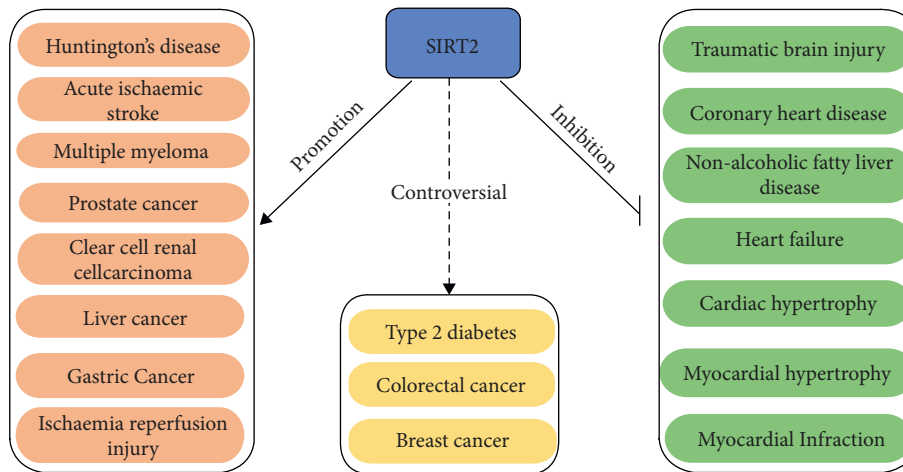 SIRT2
Promotion
Controversial
Inhibition
Huntington's disease
Acute ischaemic
stroke
Multiple myeloma
Prostate cancer
Clear cell renal
cellcarcinoma
Liver cancer
Gastric Cancer
Ischaemia reperfusion
injury
Type 2 diabetes
Colorectal cancer
Breast cancer
Traumatic brain injury
Coronary heart disease
Non-alcoholic fatty liver
disease
Heart failure
Cardiac hypertrophy
Myocardial hypertrophy
Myocardial Infraction